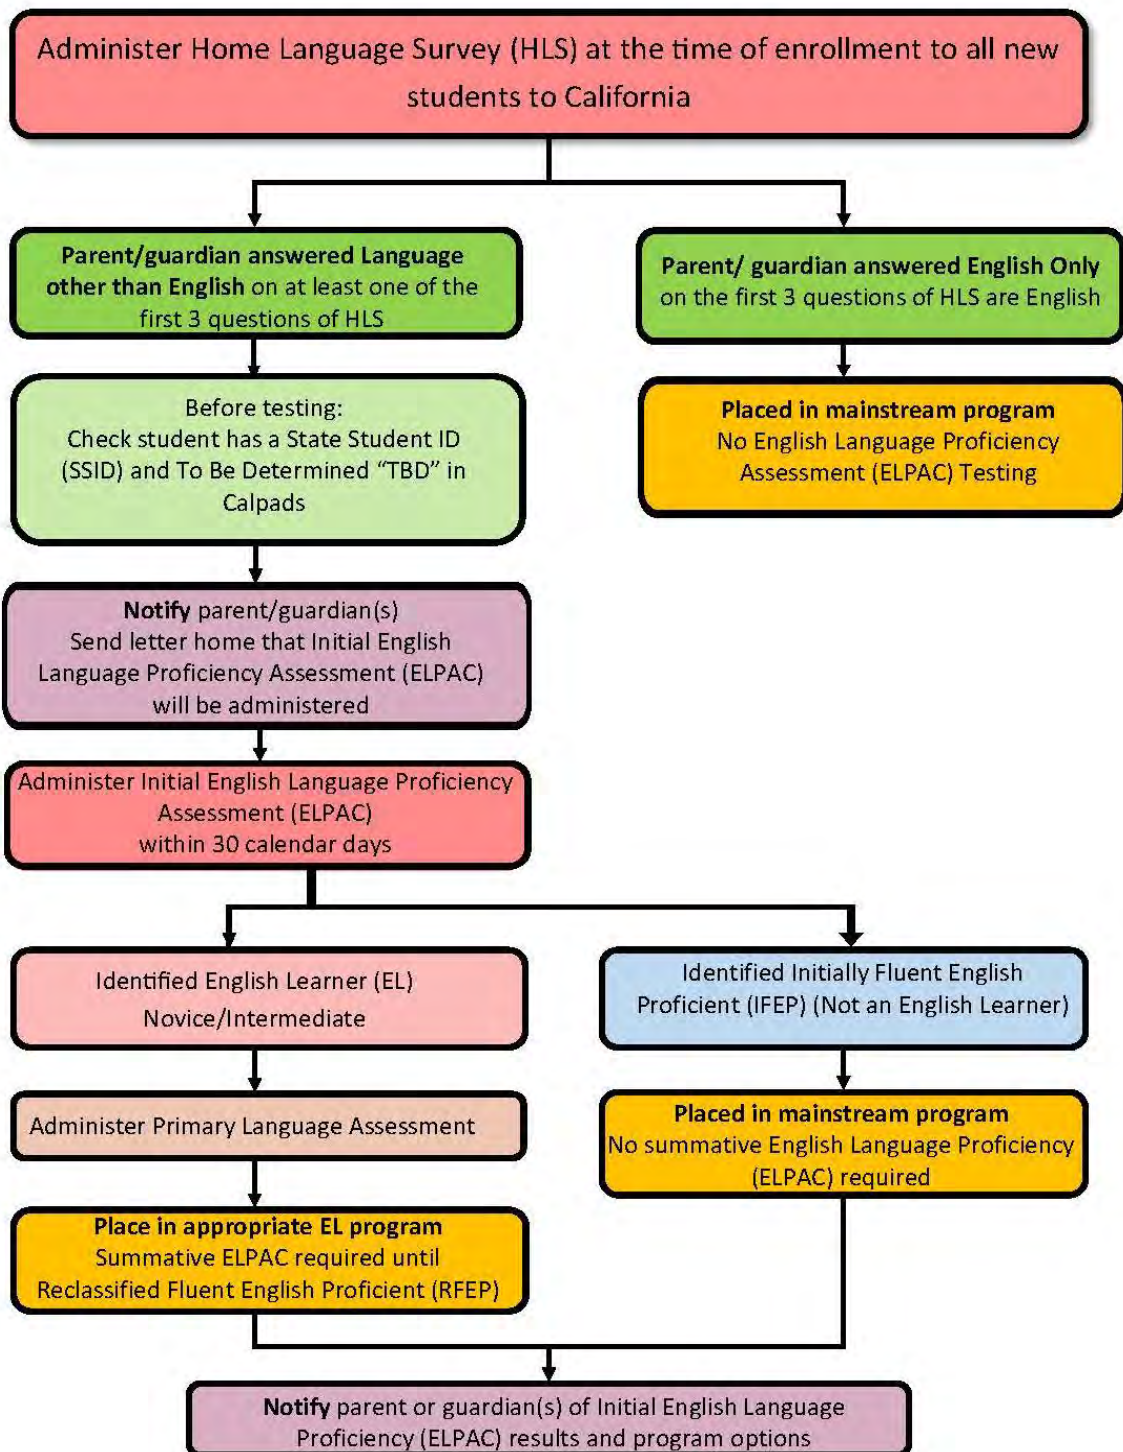 Administer Home Language Survey (HLS) at the time of enrollment to all new
students to California
Parent/guardian answered Language
other than English on at least one of the
first 3 questions of HLS
Parent/ guardian answered English Only
on the first 3 questions of HLS are English
Before testing:
Check student has a State Student ID
(SSID) and To Be Determined “TBD” in
Calpads
Placed in mainstream program
No English Language Proficiency
Assessment (ELPAC) Testing
Notify parent/guardian(s)
Send letter home that Initial English
Language Proficiency Assessment (ELPAC)
will be administered
Administer Initial English Language Proficiency
Assessment (ELPAC)
within 30 calendar days
Identified English Learner (EL)
Novice/Intermediate
Identified Initially Fluent English
Proficient (IFEP) (Not an English Learner)
Administer Primary Language Assessment
Placed in mainstream program
No summative English Language Proficiency
(ELPAC) required
Place in appropriate EL program
Summative ELPAC required until
Reclassified Fluent English Proficient (RFEP)
Notify parent or guardian(s) of Initial English Language
Proficiency (ELPAC) results and program options